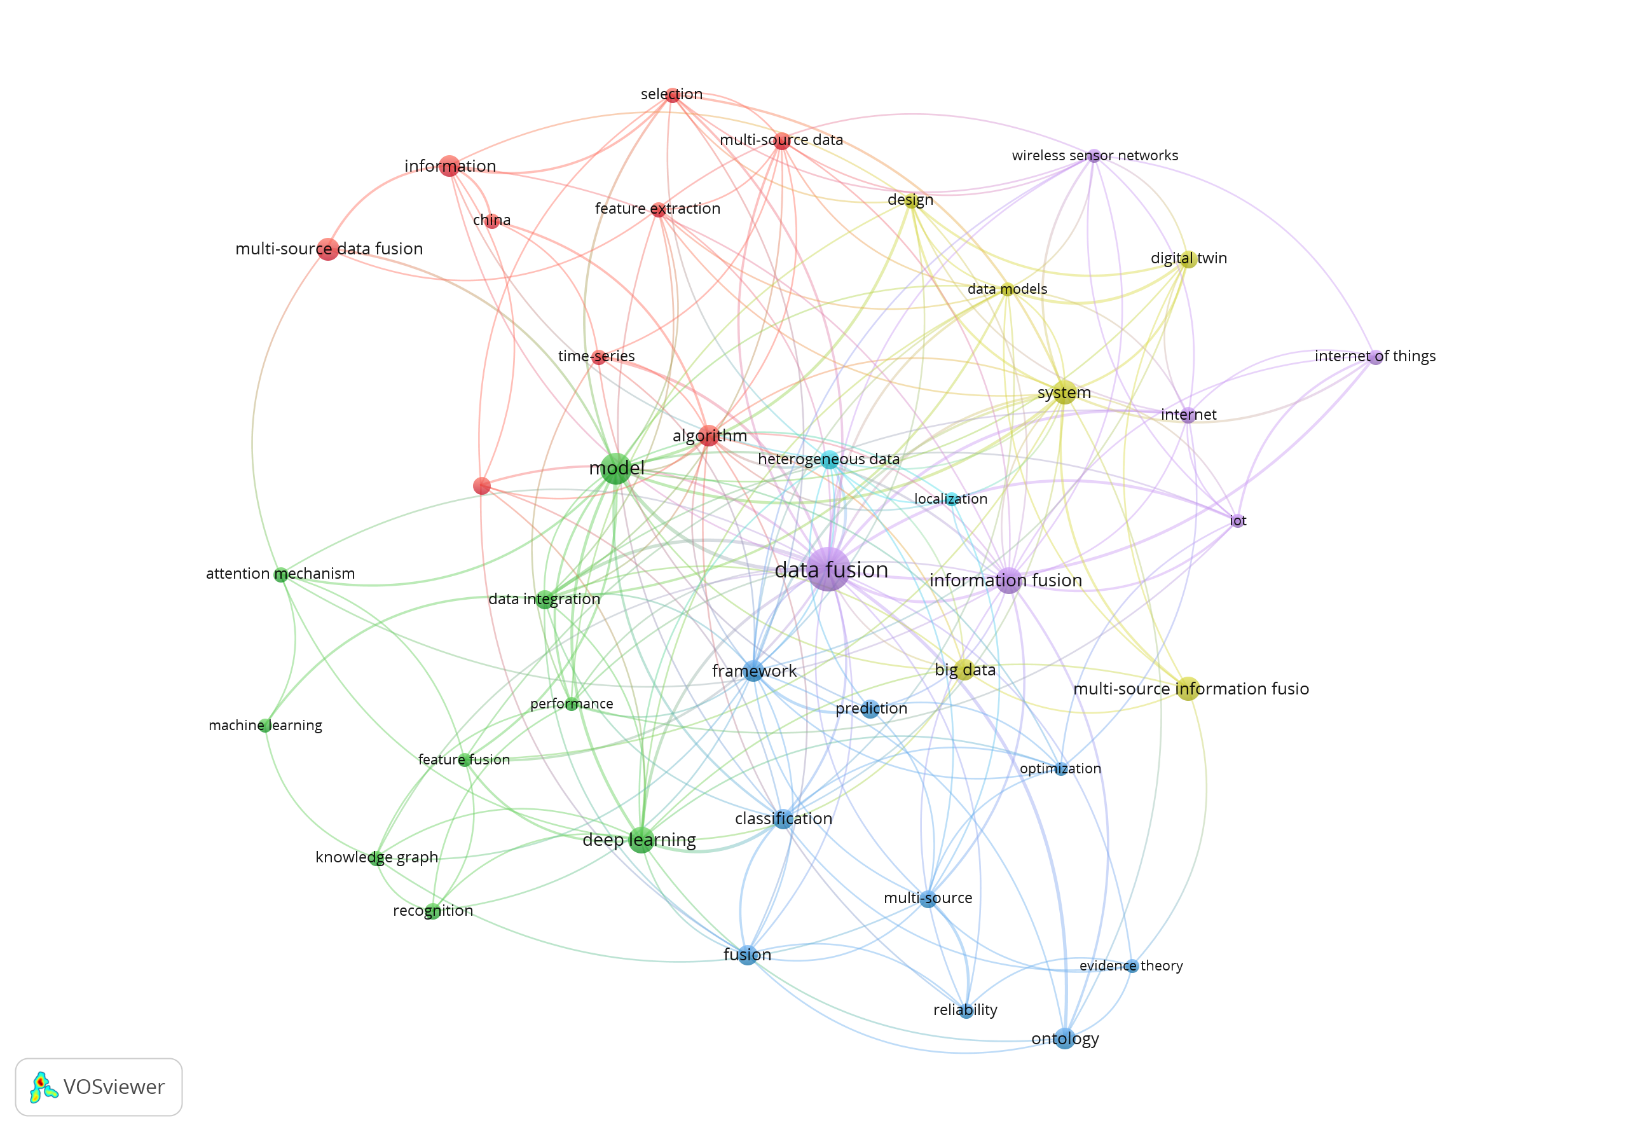 selection
multi-source data
wireless sensor networks
information
design
feature extraction
china
multi-source data fusion
digital twin
data models
time-series
internet of things
system
internet
algorithm
heterogeneous data
model
localization
iot
attention mechanism
data fusion
information fusion
data integration
framework
big data
multi-source information fusio
performance
prediction
machine learning
feature fusion
optimization
classification
deep learning
knowledge graph
multi-source
recognition
fusion
evidence theory
reliability
ontology
VOSviewer